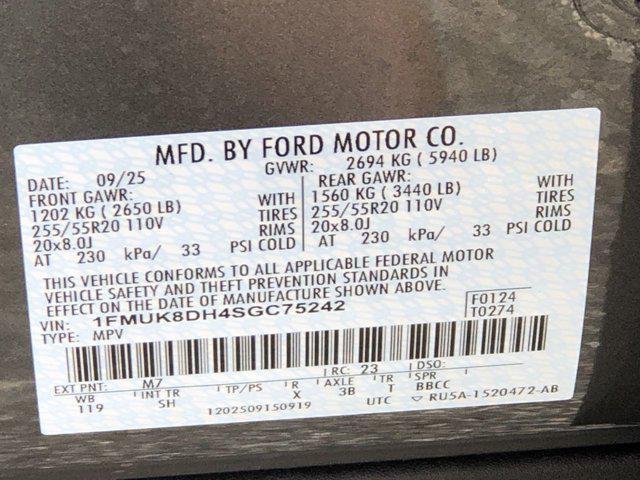 MFD. BY FORD MOTOR CO.
DATE: 09/25 GVWR: 2694 KG ( 5940 LB)
FRONT GAWR: WITH REAR GAWR: WITH
1202 KG ( 2650 LB) TIRES 1560 KG ( 3440 LB) TIRES
255/55R20 110V RIMS 255/55R20 110V RIMS
20x8.0J 20x8.0J
AT 230 kPa/ 33 PSI COLD AT 230 kPa/ 33 PSI COLD
THIS VEHICLE CONFORMS TO ALL APPLICABLE FEDERAL MOTOR
VEHICLE SAFETY AND THEFT PREVENTION STANDARDS IN
EFFECT ON THE DATE OF MANUFACTURE SHOWN ABOVE.
VIN: 1FMUK8DH4SGC75242 F0124
TYPE: MPV T0274
EXT PNT: M7 RC: 23 DSO:
WB INT TR TP/PS R AXLE TR SPR
119 SH X 3B T BBCC
1202509150919 UTC ▽ RU5A-1520472-AB